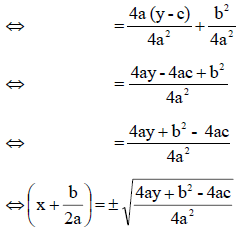 ⇔ = 4a (y - c)/4a² + b²/4a²
⇔ = 4ay - 4ac + b²/4a²
⇔ = 4ay + b² - 4ac/4a²
⇔ (x + b/2a) = ± √(4ay + b² - 4ac/4a²)